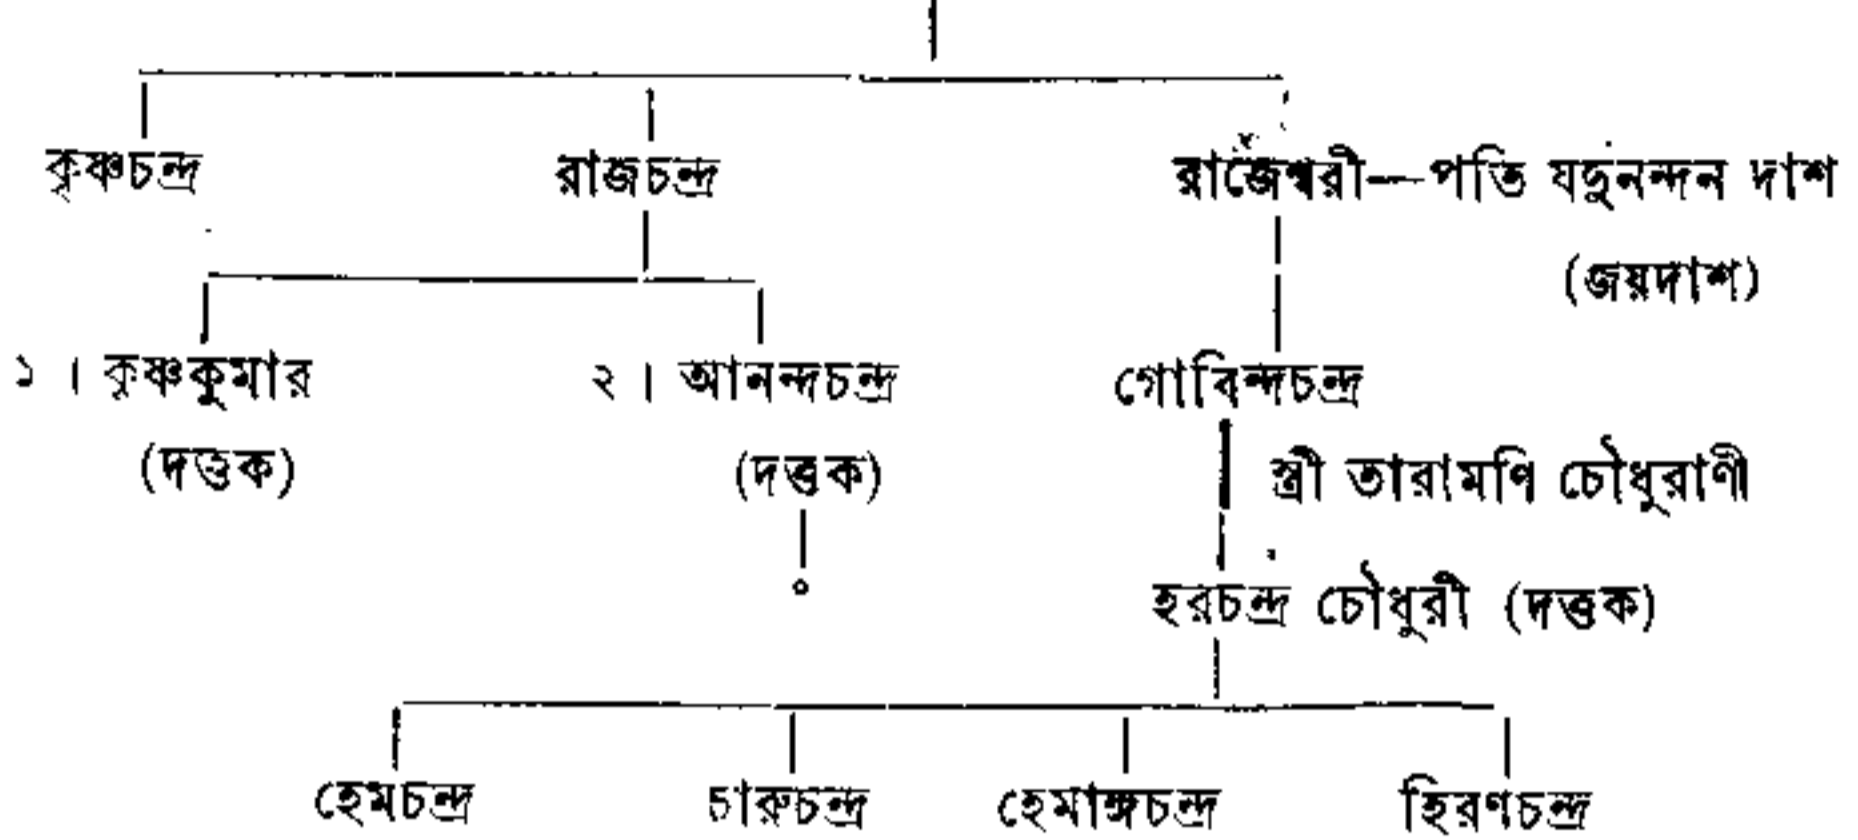 কৃষ্ণচন্দ্র রাজচন্দ্র রাজেশ্বরী—পতি যদুনন্দন দাশ
(জয়দাশ)
১ । কৃষ্ণকুমার ২ । আনন্দচন্দ্র গোবিন্দচন্দ্র
(দত্তক) (দত্তক) স্ত্রী তারামণি চৌধুরাণী
০
হরচন্দ্র চৌধুরী (দত্তক)
হেমচন্দ্র চারুচন্দ্র হেমাঙ্গচন্দ্র হিরণচন্দ্র